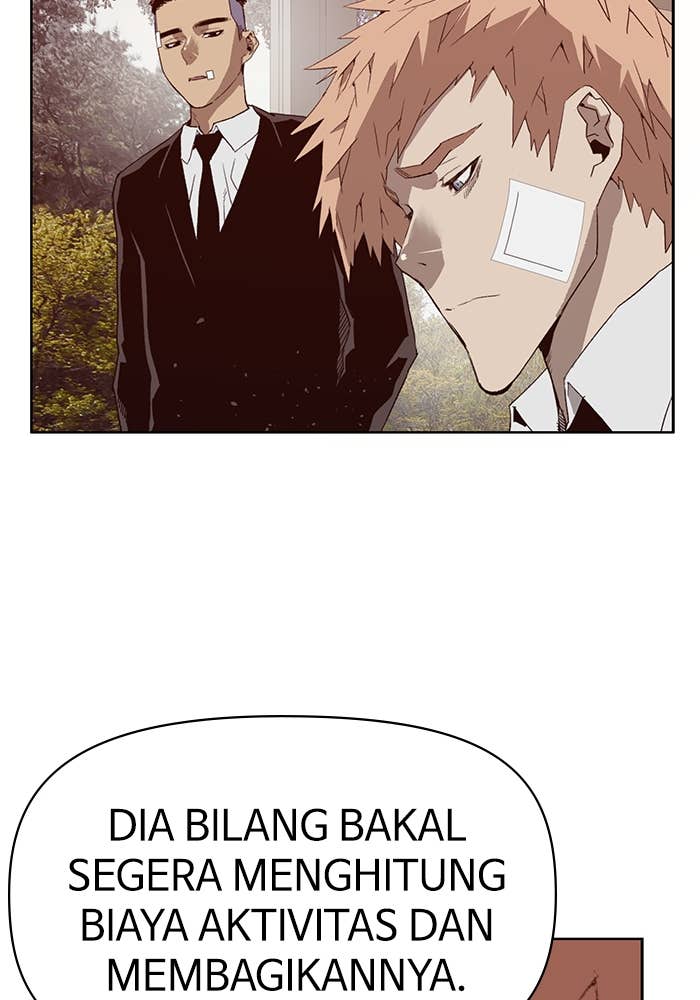 DIA BILANG BAKAL
SEGERA MENGHITUNG
BIAYA AKTIVITAS DAN
MEMBAGIKANNYA.